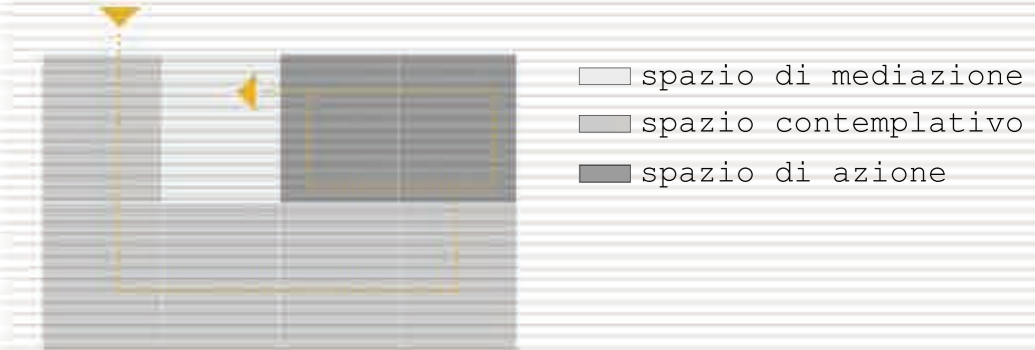 spazio di mediazione
spazio contemplativo
spazio di azione